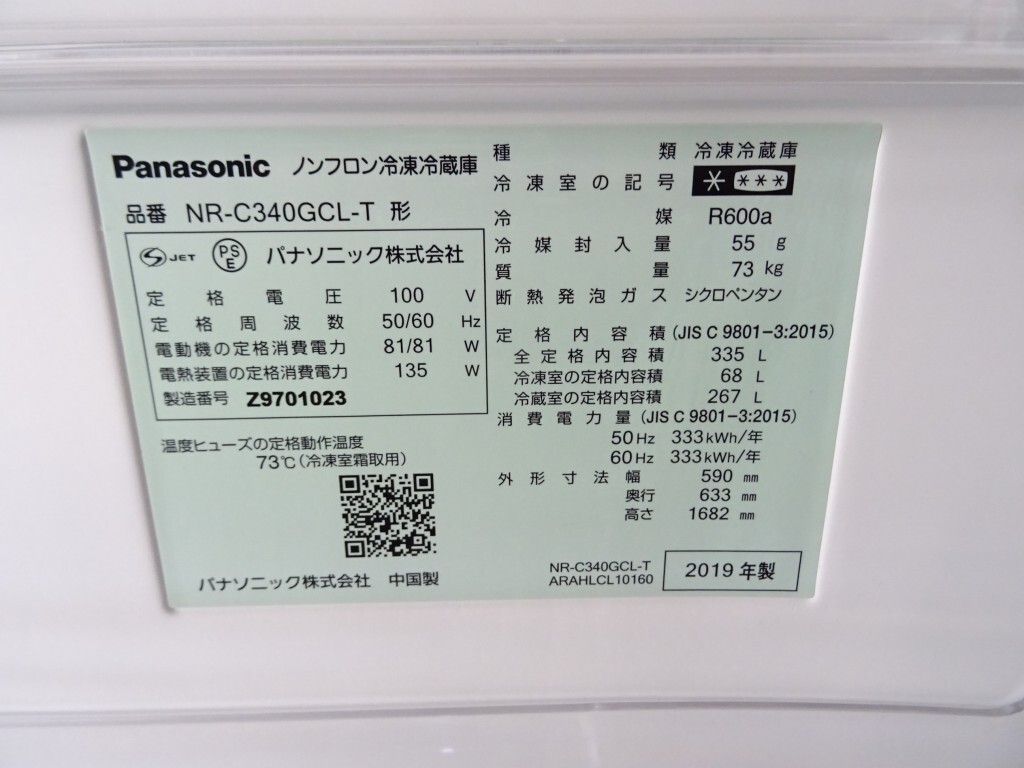 Panasonic ノンフロン冷凍冷蔵庫
品番 NR-C340GCL-T 形
S JET PSE パナソニック株式会社
定格電圧 100 V
定格周波数 50/60 Hz
電動機の定格消費電力 81/81 W
電熱装置の定格消費電力 135 W
製造番号 Z9701023
温度ヒューズの定格動作温度
73℃(冷凍室霜取用)
パナソニック株式会社 中国製
種類 冷凍冷蔵庫
冷凍室の記号 * ***
冷媒 R600a
冷媒封入量 55 g
質量 73 kg
断熱発泡ガス シクロペンタン
定格内容積 (JIS C 9801-3:2015)
全定格内容積 335 L
冷凍室の定格内容積 68 L
冷蔵室の定格内容積 267 L
消費電力量 (JIS C 9801-3:2015)
50Hz 333kWh/年
60Hz 333kWh/年
外形寸法 幅 590 mm
奥行 633 mm
高さ 1682 mm
NR-C340GCL-T
ARAHLCL10160
2019 年製